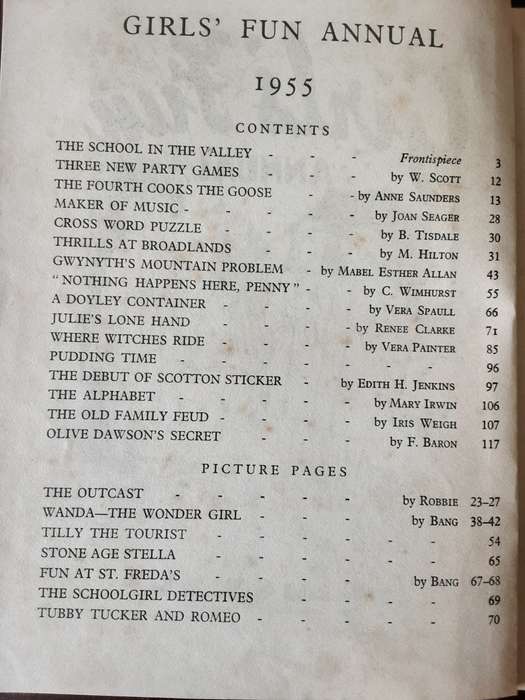 GIRLS' FUN ANNUAL
1955
CONTENTS
THE SCHOOL IN THE VALLEY - - - Frontispiece 3
THREE NEW PARTY GAMES - - by W. SCOTT 12
THE FOURTH COOKS THE GOOSE - - by ANNE SAUNDERS 13
MAKER OF MUSIC - - - - - by JOAN SEAGER 28
CROSS WORD PUZZLE - - - - by B. TISDALE 30
THRILLS AT BROADLANDS - - - by M. HILTON 31
GWYNYTH'S MOUNTAIN PROBLEM - by MABEL ESTHER ALLAN 43
"NOTHING HAPPENS HERE, PENNY" - - by C. WIMHURST 55
A DOYLEY CONTAINER - - - - by VERA SPAULL 66
JULIE'S LONE HAND - - - - by RENEE CLARKE 71
WHERE WITCHES RIDE - - - - by VERA PAINTER 85
PUDDING TIME - - - - - - - 96
THE DEBUT OF SCOTTON STICKER - by EDITH H. JENKINS 97
THE ALPHABET - - - - - by MARY IRWIN 106
THE OLD FAMILY FEUD - - - - by IRIS WEIGH 107
OLIVE DAWSON'S SECRET - - - by F. BARON 117
PICTURE PAGES
THE OUTCAST - - - - - by ROBBIE 23-27
WANDA—THE WONDER GIRL - - - by BANG 38-42
TILLY THE TOURIST - - - - - - 54
STONE AGE STELLA - - - - - - 65
FUN AT ST. FREDA'S - - - - by BANG 67-68
THE SCHOOLGIRL DETECTIVES - - - - - 69
TUBBY TUCKER AND ROMEO - - - - - 70